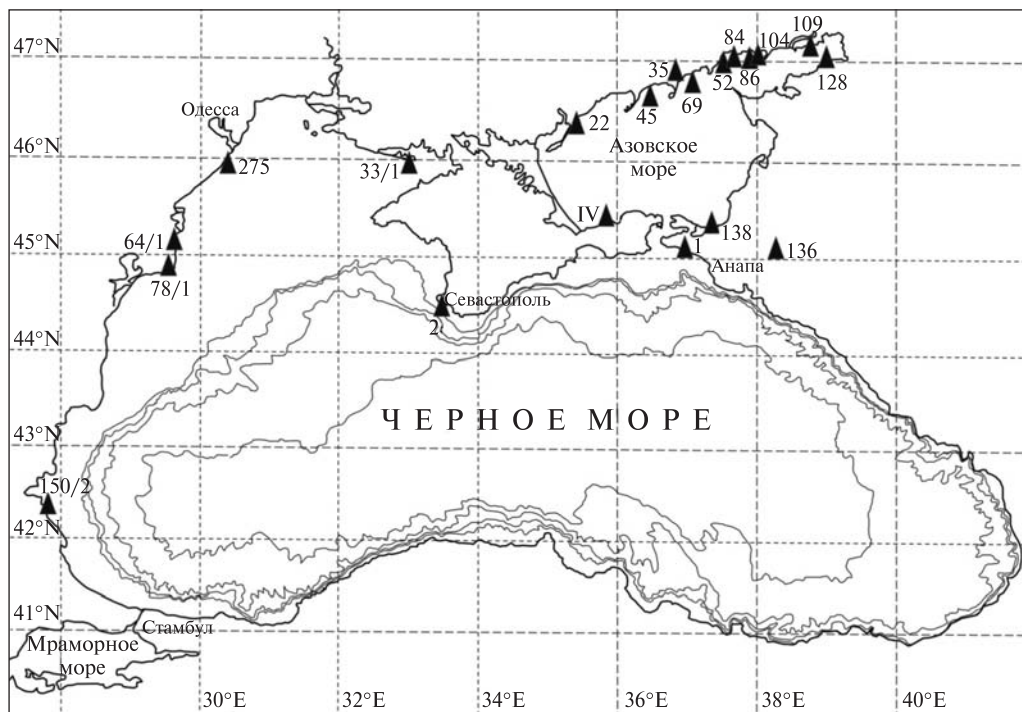 109
47°N
84
104
35
52
86
128
45
69
Одесса
22
46°N
275
33/1
Азовское
море
IV
138
64/1
45°N
1
136
Анапа
78/1
Севастополь
2
44°N
ЧЕРНОЕ МОРЕ
43°N
150/2
42°N
41°N
Стамбул
Мраморное
море
30°E
32°E
34°E
36°E
38°E
40°E